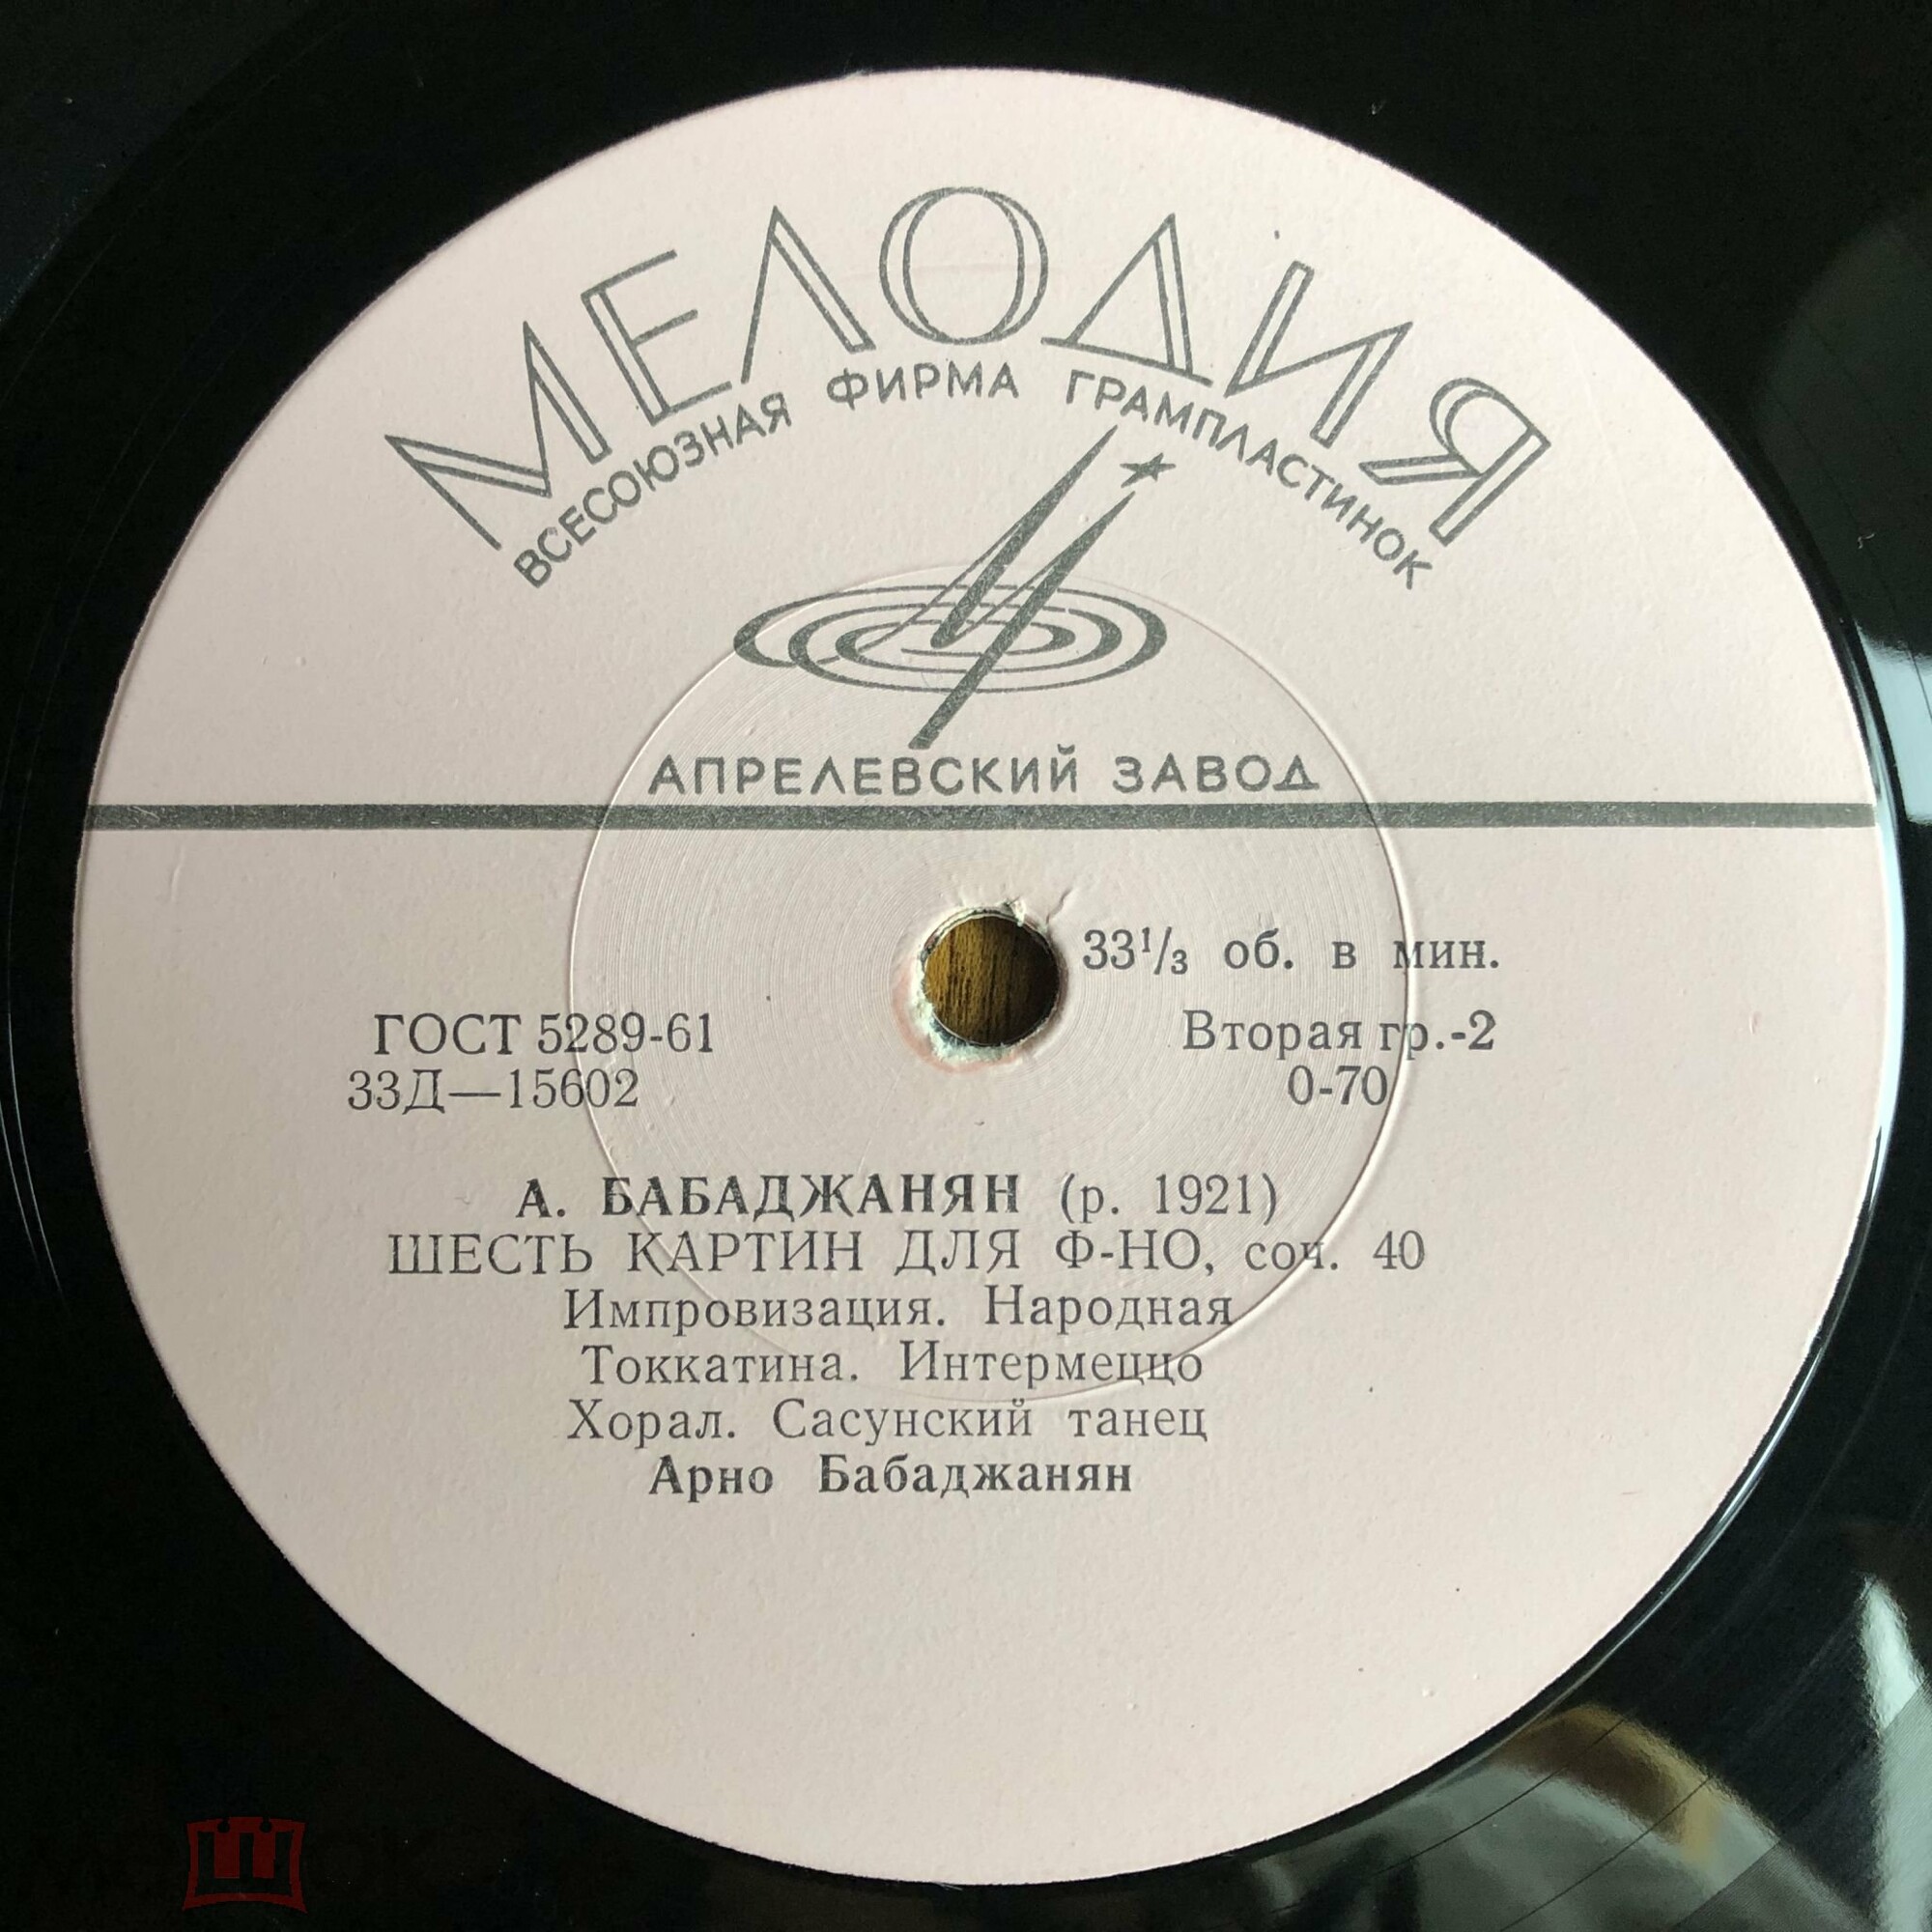 МЕЛОДИЯ
ВСЕСОЮЗНАЯ ФИРМА ГРАМПЛАСТИНОК
АПРЕЛЕВСКИЙ ЗАВОД
33⅓ об. в мин.
ГОСТ 5289-61 Вторая гр.-2
33Д—15602 0-70
А. БАБАДЖАНЯН (р. 1921)
ШЕСТЬ КАРТИН ДЛЯ Ф-НО, соч. 40
Импровизация. Народная
Токкатина. Интермеццо
Хорал. Сасунский танец
Арно Бабаджанян